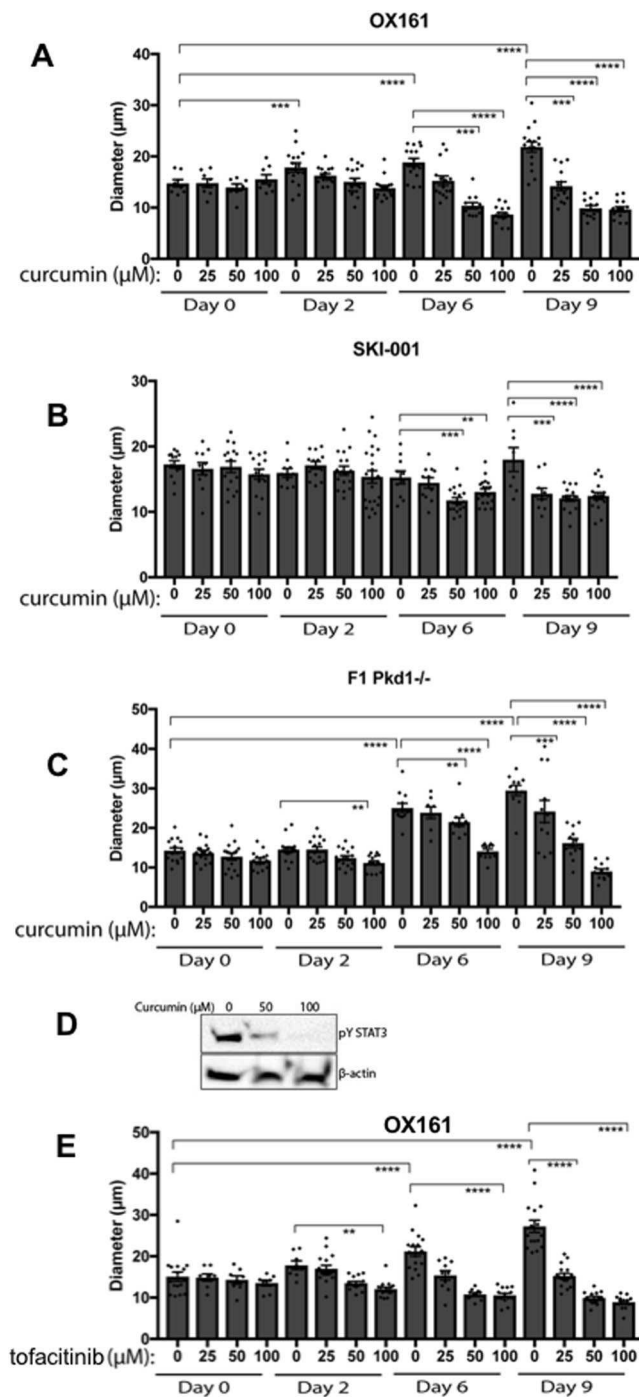 OX161
A
****
****
****
****
****
***
***
***
Diameter (µm)
40
30
20
10
0
0 25 50 100 0 25 50 100 0 25 50 100 0 25 50 100
curcumin (µM):
Day 0 Day 2 Day 6 Day 9
SKI-001
B
****
**
****
***
***
Diameter (µm)
30
20
10
0
0 25 50 100 0 25 50 100 0 25 50 100 0 25 50 100
curcumin (µM):
Day 0 Day 2 Day 6 Day 9
F1 Pkd1-/-
C
****
****
****
****
****
***
**
**
Diameter (µm)
50
40
30
20
10
0
0 25 50 100 0 25 50 100 0 25 50 100 0 25 50 100
curcumin (µM):
Day 0 Day 2 Day 6 Day 9
D
Curcumin (µM) 0 50 100
pY STAT3
β-actin
OX161
E
****
****
****
****
****
**
Diameter (µm)
50
40
30
20
10
0
0 25 50 100 0 25 50 100 0 25 50 100 0 25 50 100
tofacitinib (µM):
Day 0 Day 2 Day 6 Day 9